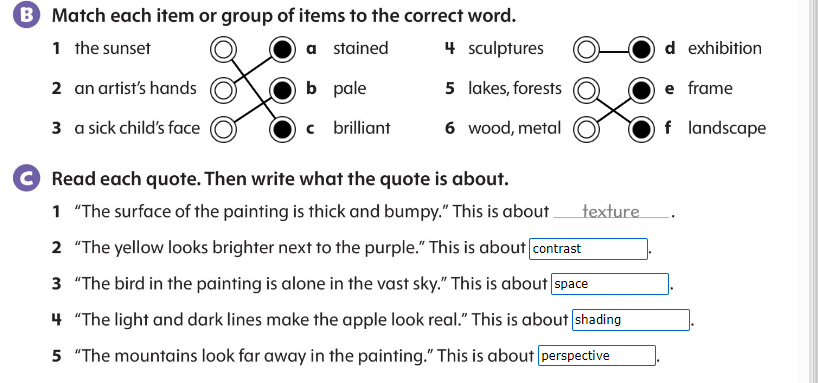 B Match each item or group of items to the correct word.
1 the sunset a stained 4 sculptures d exhibition
2 an artist's hands b pale 5 lakes, forests e frame
3 a sick child's face c brilliant 6 wood, metal f landscape
C Read each quote. Then write what the quote is about.
1 “The surface of the painting is thick and bumpy.” This is about texture.
2 “The yellow looks brighter next to the purple.” This is about contrast.
3 “The bird in the painting is alone in the vast sky.” This is about space.
4 “The light and dark lines make the apple look real.” This is about shading.
5 “The mountains look far away in the painting.” This is about perspective.